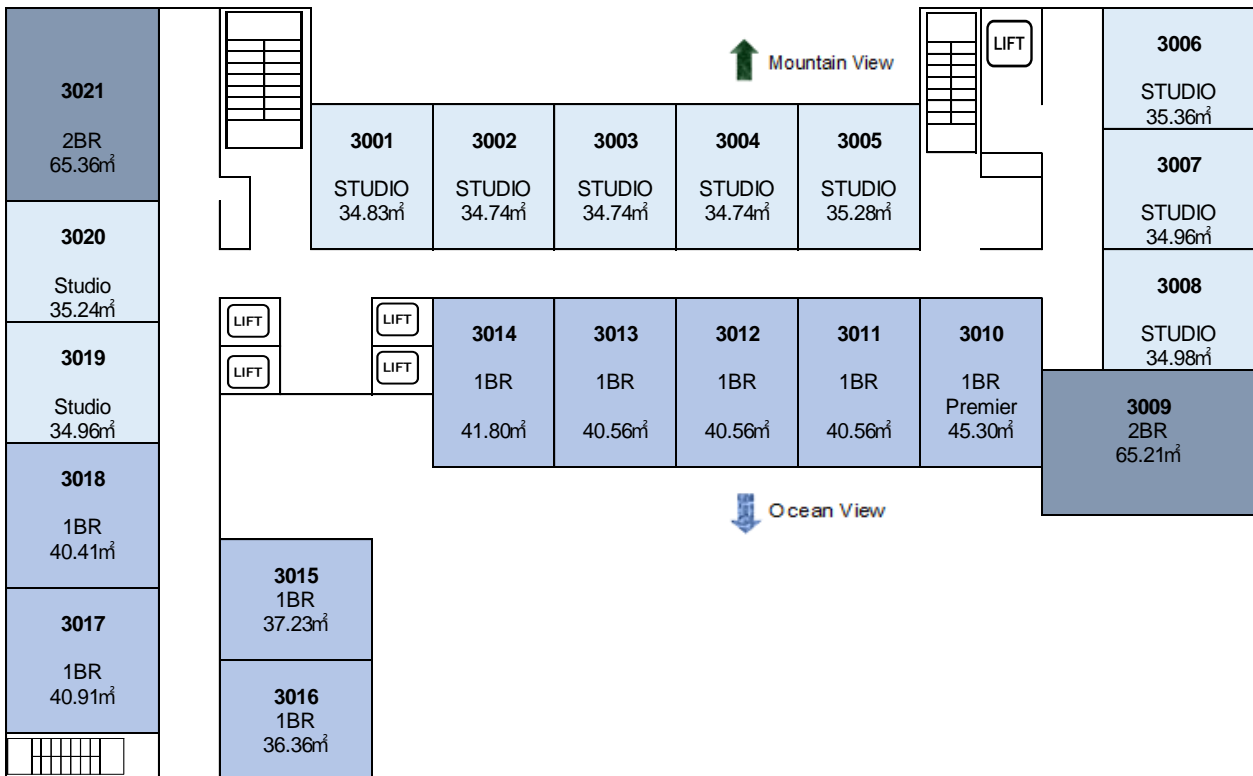 3021
2BR
65.36㎡
3020
Studio
35.24㎡
3019
Studio
34.96㎡
3018
1BR
40.41㎡
3017
1BR
40.91㎡
3001
STUDIO
34.83㎡
3002
STUDIO
34.74㎡
3003
STUDIO
34.74㎡
3004
STUDIO
34.74㎡
3005
STUDIO
35.28㎡
Mountain View
LIFT
3006
STUDIO
35.36㎡
3007
STUDIO
34.96㎡
3008
STUDIO
34.98㎡
LIFT
LIFT
LIFT
LIFT
3014
1BR
41.80㎡
3013
1BR
40.56㎡
3012
1BR
40.56㎡
3011
1BR
40.56㎡
3010
1BR
Premier
45.30㎡
3009
2BR
65.21㎡
Ocean View
3015
1BR
37.23㎡
3016
1BR
36.36㎡